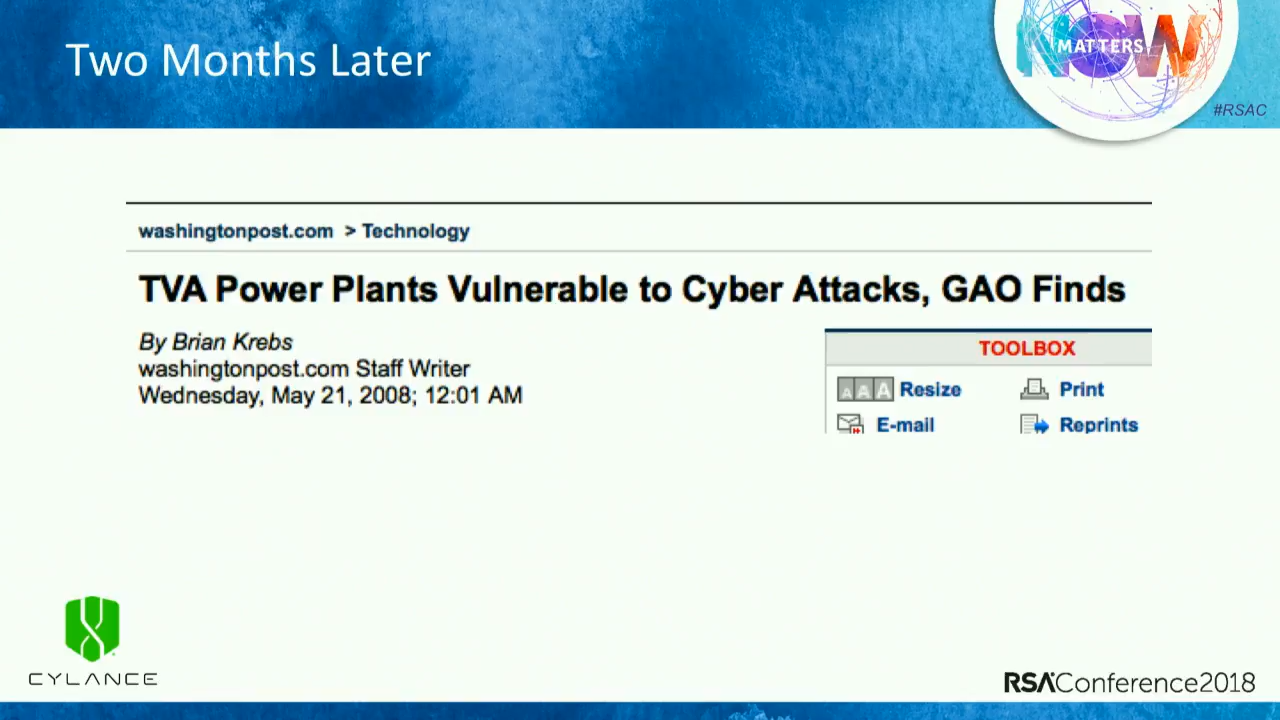 Two Months Later
NOW
MATTERS
#RSAC
washingtonpost.com > Technology
TVA Power Plants Vulnerable to Cyber Attacks, GAO Finds
By Brian Krebs
washingtonpost.com Staff Writer
Wednesday, May 21, 2008; 12:01 AM
TOOLBOX
AAA Resize
Print
E-mail
Reprints
CYLANCE
RSAConference2018